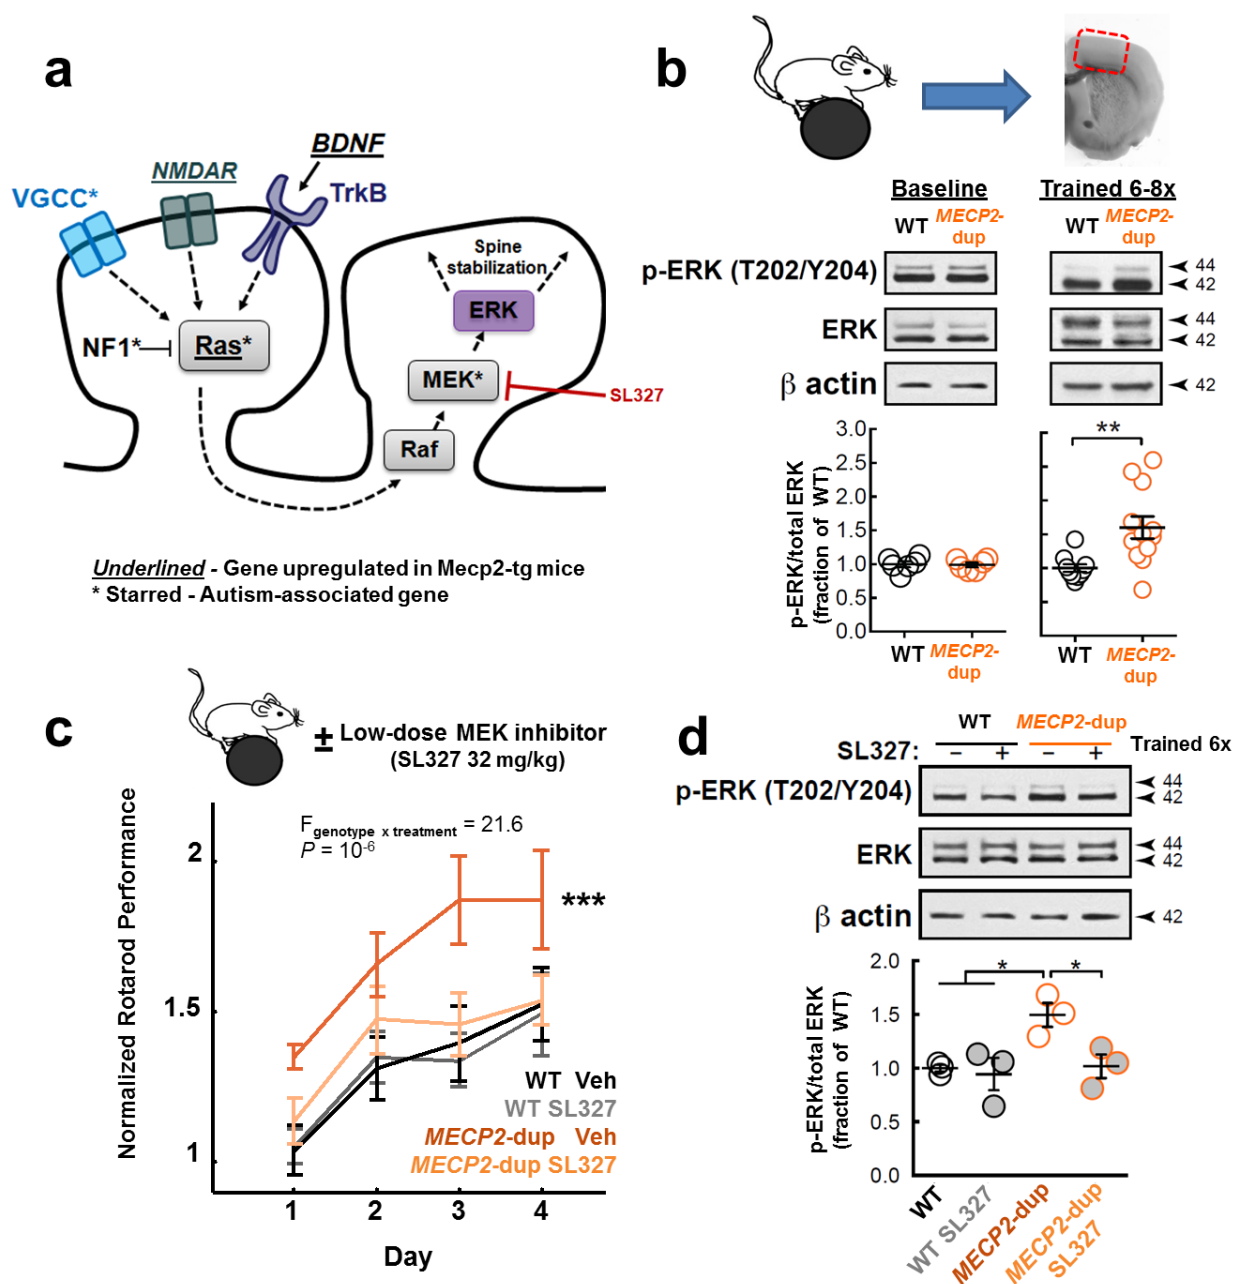 a
BDNF
NMDAR
VGCC*
TrkB
Spine
stabilization
ERK
NF1*
Ras*
MEK*
SL327
Raf
Underlined - Gene upregulated in Mecp2-tg mice
* Starred - Autism-associated gene
b
Baseline
Trained 6-8x
WT
MECP2-
dup
WT
MECP2-
dup
p-ERK (T202/Y204)
44
42
ERK
44
42
β actin
42
p-ERK/total ERK
(fraction of WT)
3.0
2.5
2.0
1.5
1.0
0.5
0.0
**
WT
MECP2-
dup
WT
MECP2-
dup
c
± Low-dose MEK inhibitor
(SL327 32 mg/kg)
Normalized Rotarod Performance
F genotype x treatment = 21.6
P = 10-6
2
1.5
1
***
WT Veh
WT SL327
MECP2-dup Veh
MECP2-dup SL327
1 2 3 4
Day
d
WT MECP2-dup
SL327: – + – + Trained 6x
p-ERK (T202/Y204)
44
42
ERK
44
42
β actin
42
p-ERK/total ERK
(fraction of WT)
2.0
1.5
1.0
0.5
0.0
* *
WT
WT SL327
MECP2-dup
MECP2-dup
SL327